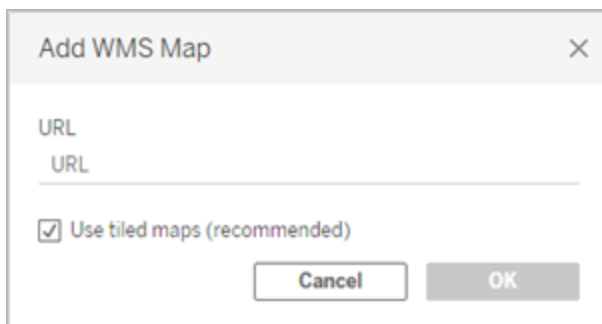 Add WMS Map
URL
URL
Use tiled maps (recommended)
Cancel OK